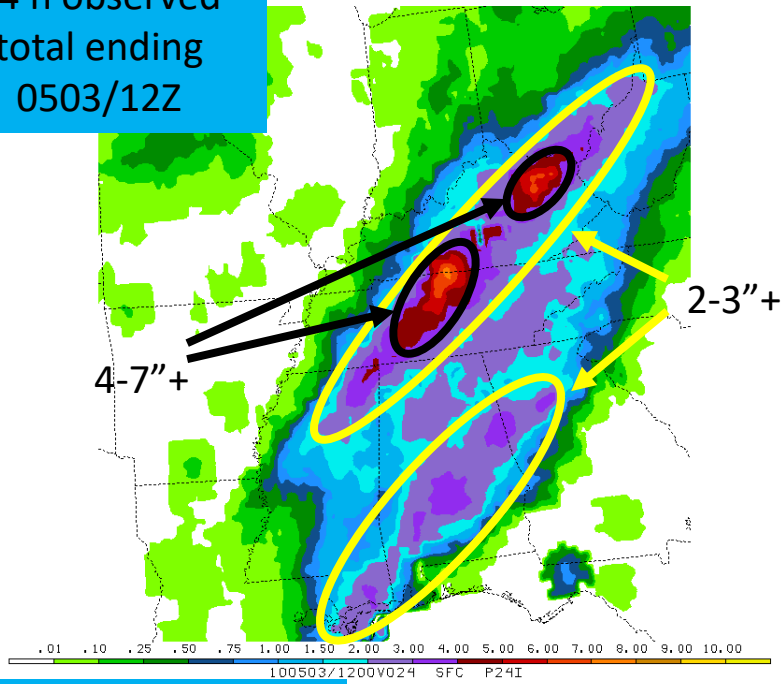 4 h observed
total ending
0503/12Z
2-3”+
4-7”+
.01 .10 .25 .50 .75 1.00 1.50 2.00 3.00 4.00 5.00 6.00 7.00 8.00 9.00 10.00
100503/1200V024 SFC P24I